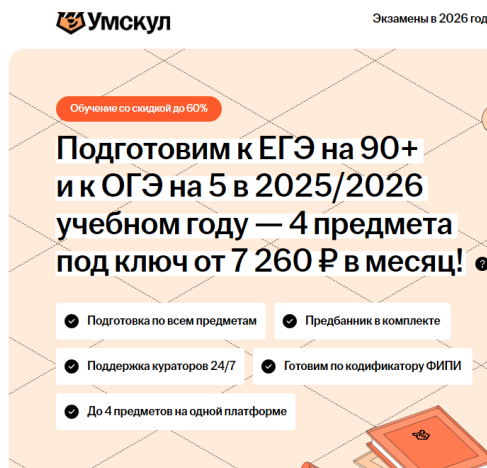 Умскул
Экзамены в 2026 год
Обучение со скидкой до 60%
Подготовим к ЕГЭ на 90+
и к ОГЭ на 5 в 2025/2026
учебном году — 4 предмета
под ключ от 7 260 ₽ в месяц!
?
Подготовка по всем предметам
Предбанник в комплекте
Поддержка кураторов 24/7
Готовим по кодификатору ФИПИ
До 4 предметов на одной платформе